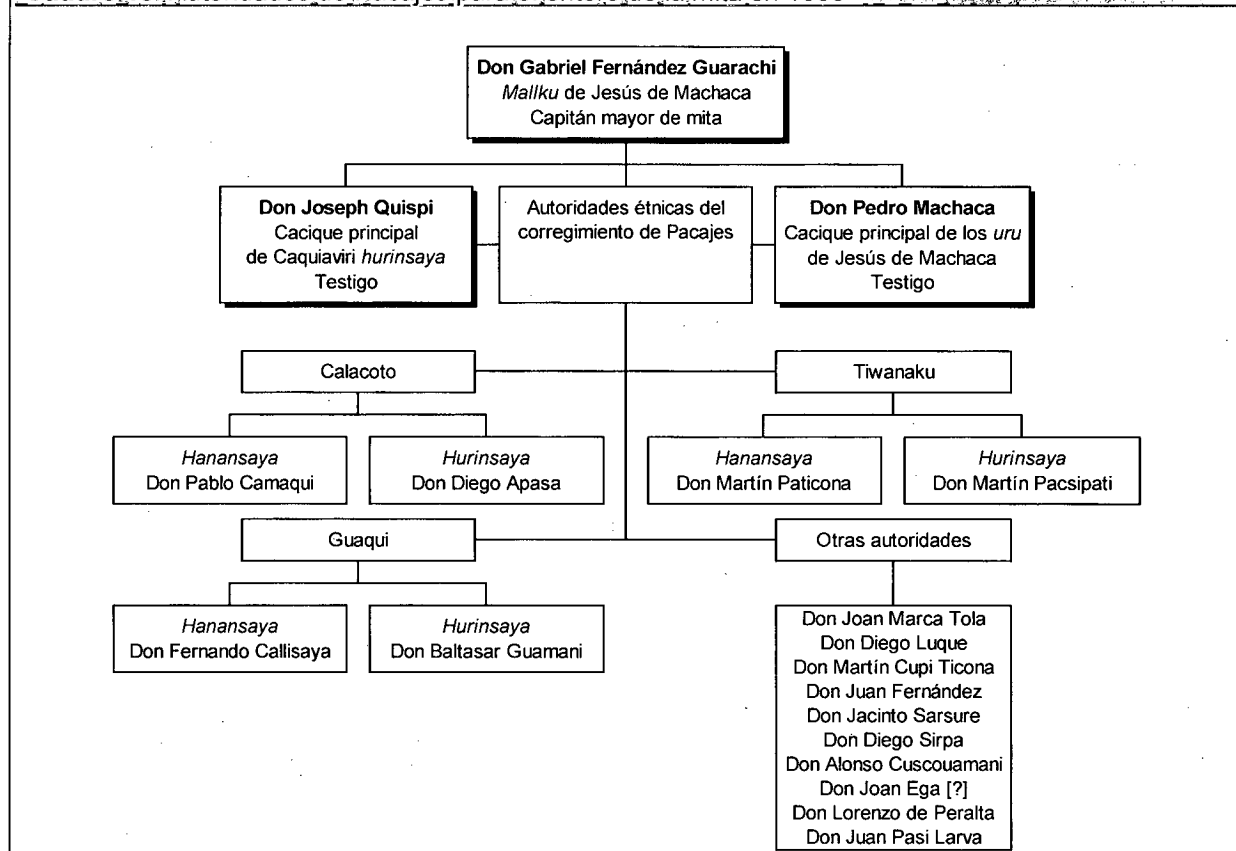 Don Gabriel Fernández Guarachi
Mallku de Jesús de Machaca
Capitán mayor de mita
Don Joseph Quispi
Cacique principal
de Caquiaviri hurinsaya
Testigo
Autoridades étnicas del
corregimiento de Pacajes
Don Pedro Machaca
Cacique principal de los uru
de Jesús de Machaca
Testigo
Calacoto
Tiwanaku
Hanansaya
Don Pablo Camaqui
Hurinsaya
Don Diego Apasa
Hanansaya
Don Martín Paticona
Hurinsaya
Don Martín Pacsipati
Guaqui
Otras autoridades
Hanansaya
Don Fernando Callisaya
Hurinsaya
Don Baltasar Guamani
Don Joan Marca Tola
Don Diego Luque
Don Martín Cupi Ticona
Don Juan Fernández
Don Jacinto Sarsure
Don Diego Sirpa
Don Alonso Cuscouamani
Don Joan Ega [?]
Don Lorenzo de Peralta
Don Juan Pasi Larva